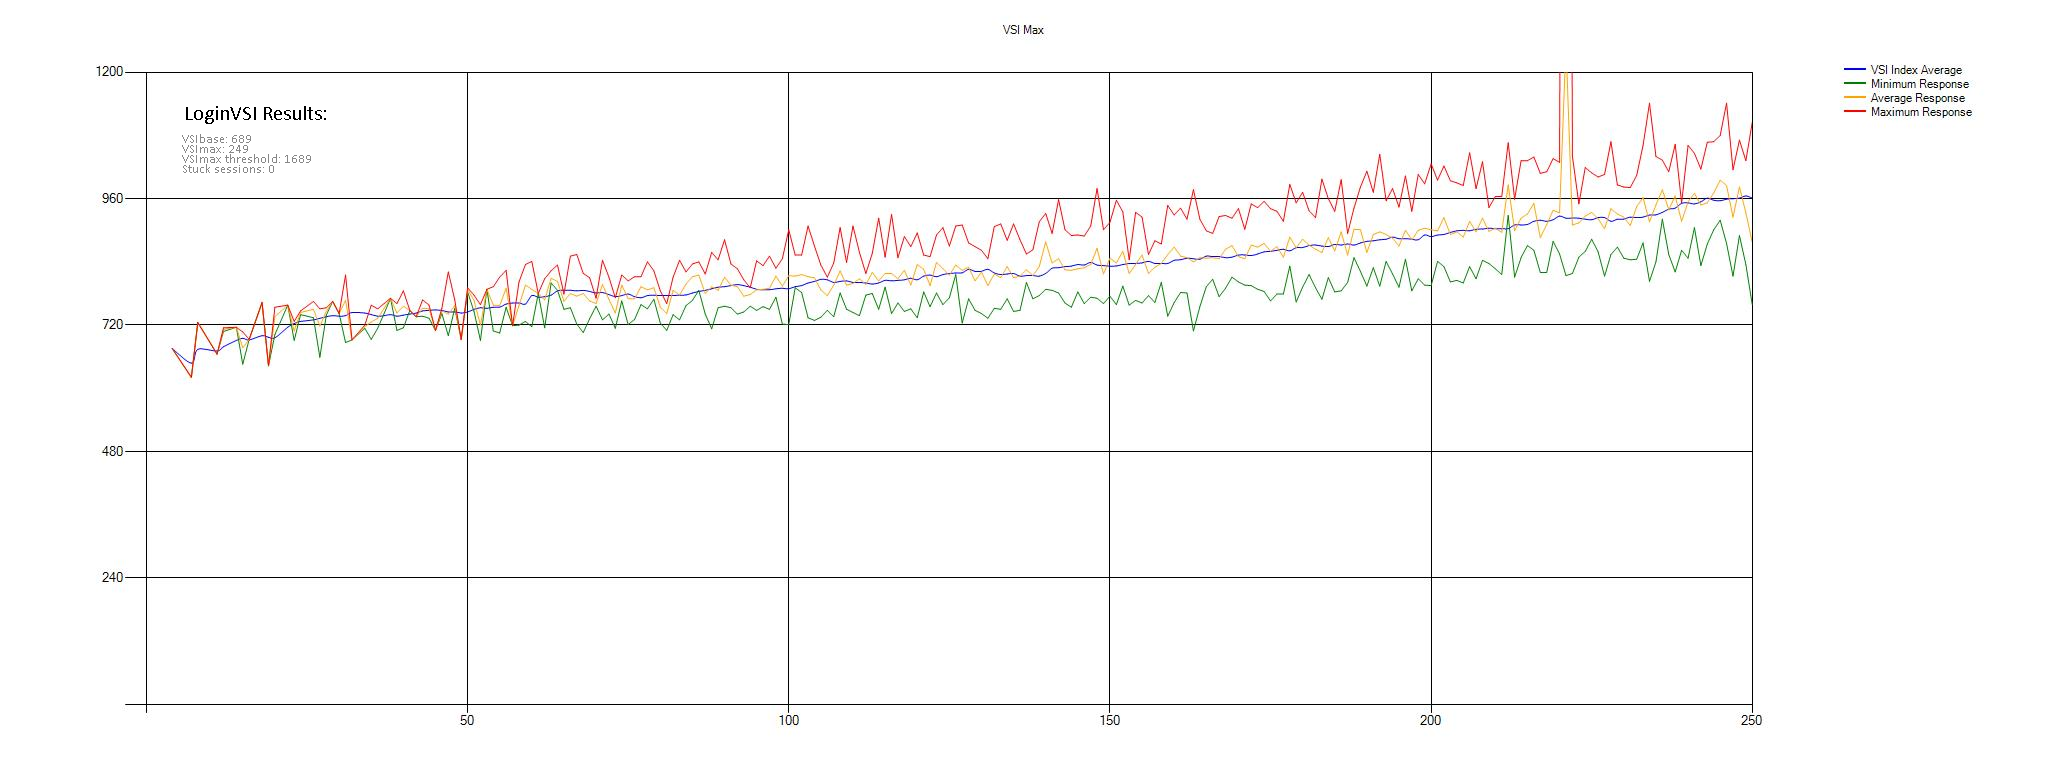 VSI Max
1200
960
720
480
240
LoginVSI Results:
VSIbase: 689
VSImax: 249
VSImax threshold: 1689
Stuck sessions: 0
50
100
150
200
250
VSI Index Average
Minimum Response
Average Response
Maximum Response